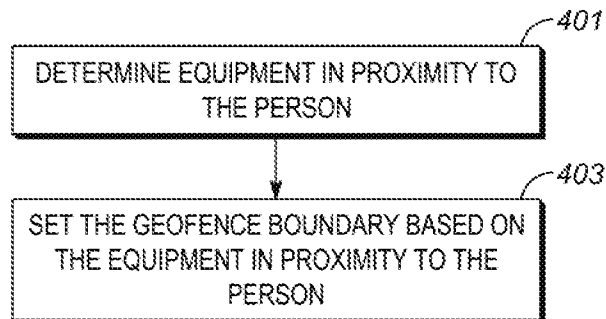 401
DETERMINE EQUIPMENT IN PROXIMITY TO
THE PERSON
403
SET THE GEOFENCE BOUNDARY BASED ON
THE EQUIPMENT IN PROXIMITY TO THE
PERSON